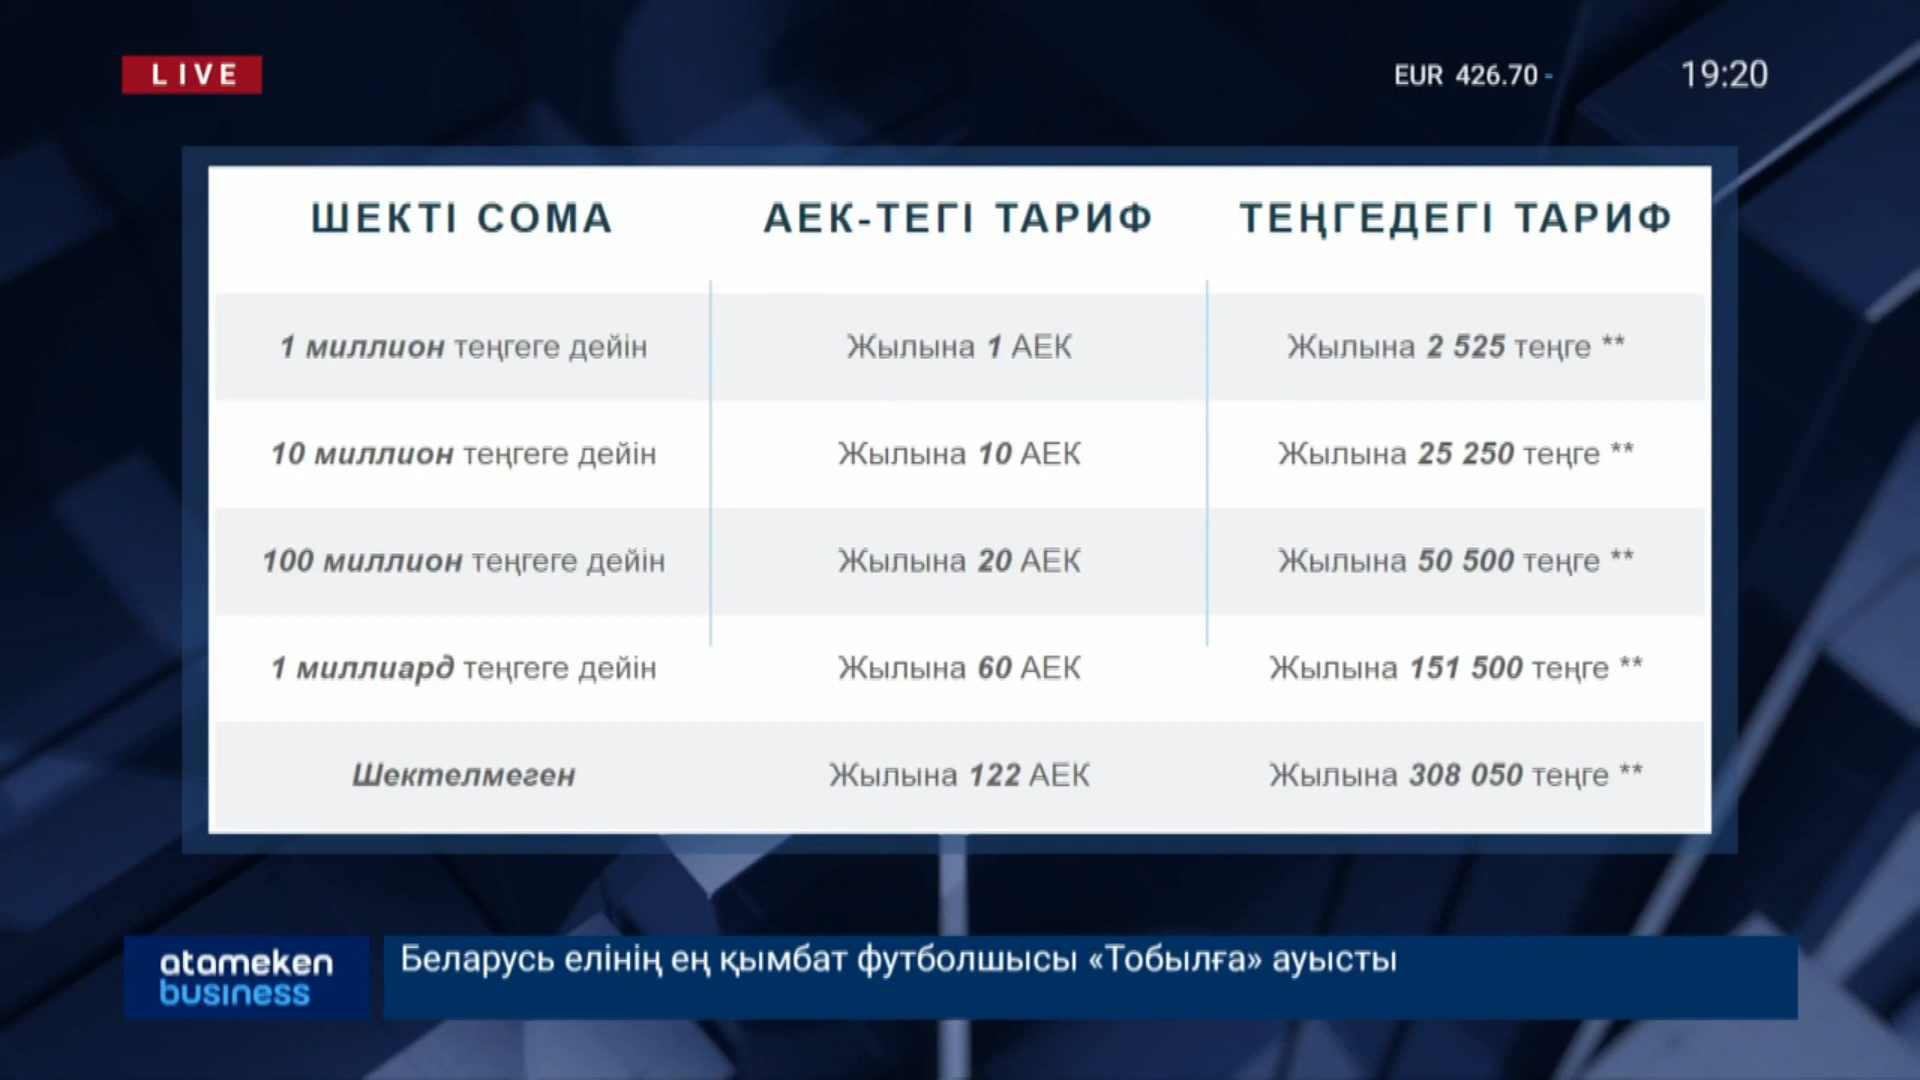 LIVE
EUR 426.70 -
19:20
ШЕКТІ СОМА АЕК-ТЕГІ ТАРИФ ТЕҢГЕДЕГІ ТАРИФ
1 миллион теңгеге дейін Жылына 1 АЕК Жылына 2 525 теңге **
10 миллион теңгеге дейін Жылына 10 АЕК Жылына 25 250 теңге **
100 миллион теңгеге дейін Жылына 20 АЕК Жылына 50 500 теңге **
1 миллиард теңгеге дейін Жылына 60 АЕК Жылына 151 500 теңге **
Шектелмеген Жылына 122 АЕК Жылына 308 050 теңге **
atameken
business
Беларусь елінің ең қымбат футболшысы «Тобылға» ауысты